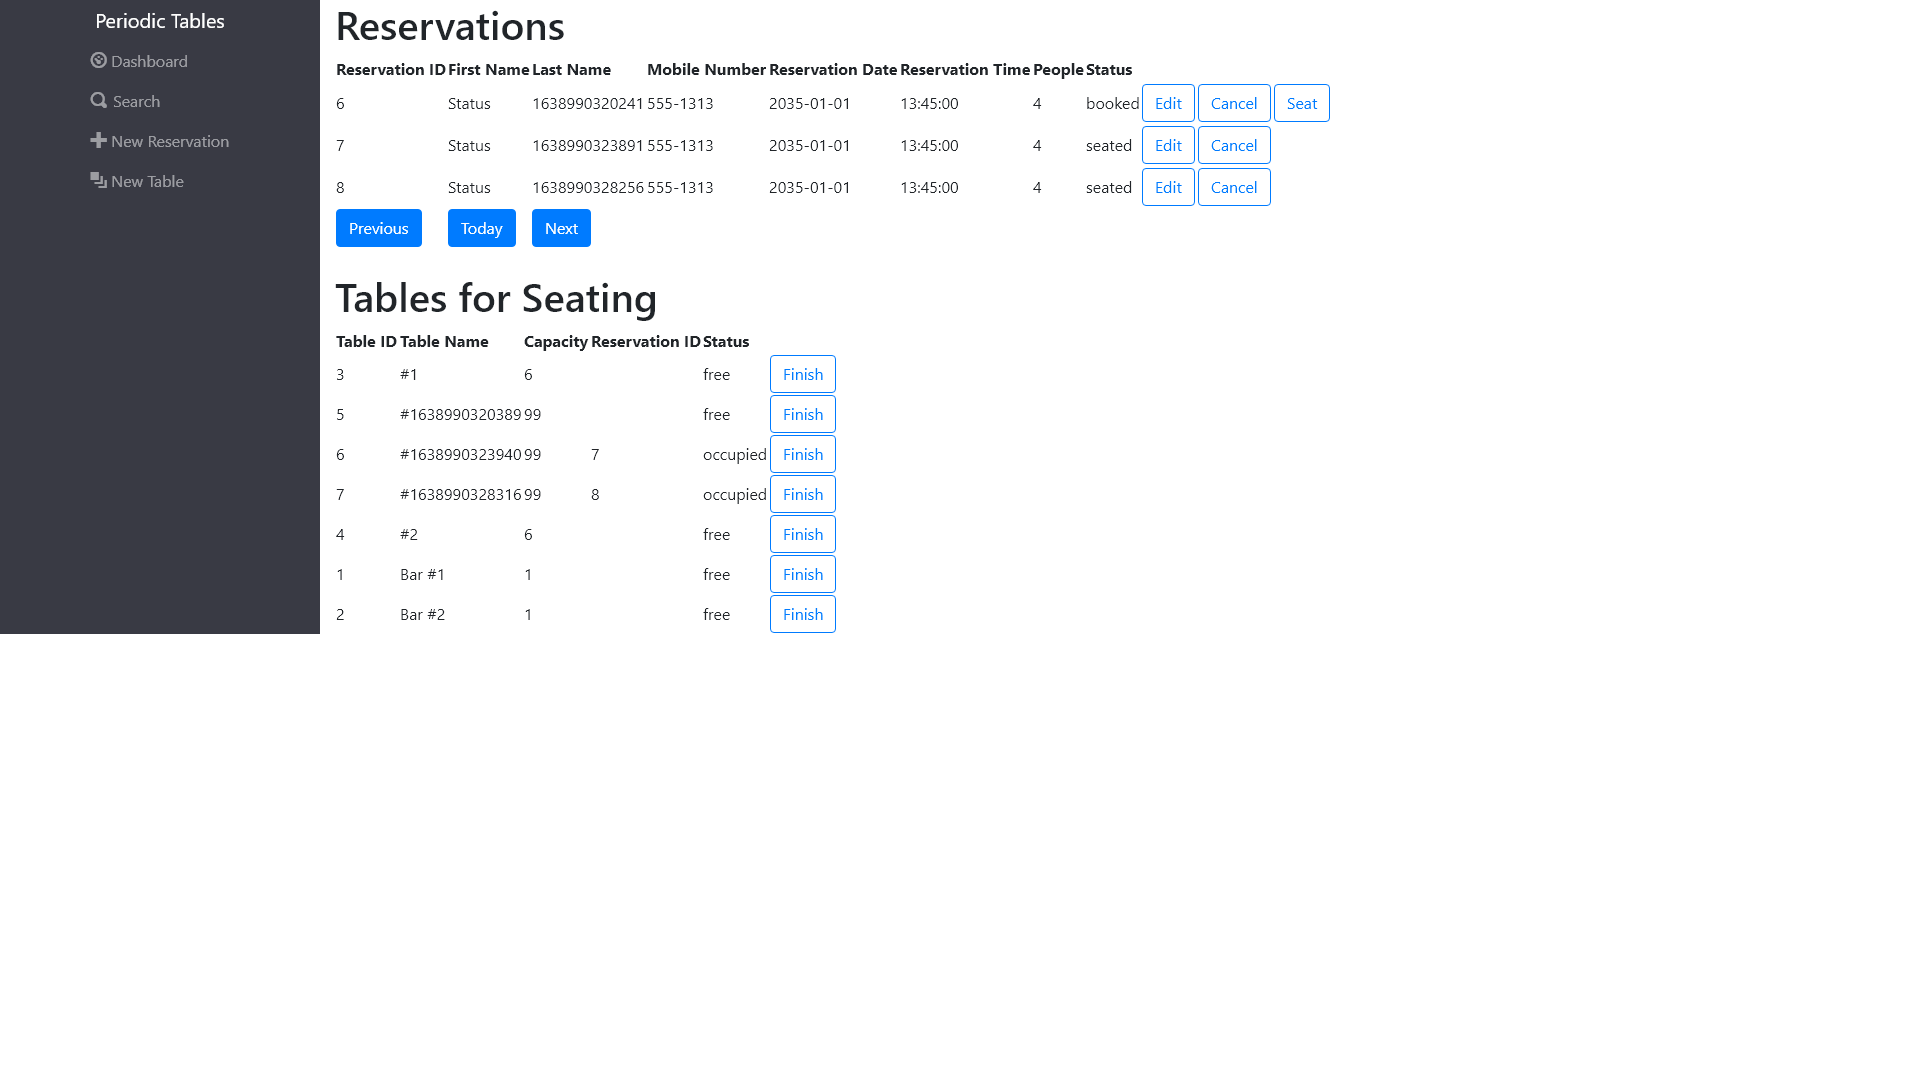 Periodic Tables
Dashboard
Search
New Reservation
New Table
Reservations
Reservation ID First Name Last Name Mobile Number Reservation Date Reservation Time People Status
6 Status 1638990320241 555-1313 2035-01-01 13:45:00 4 booked Edit Cancel Seat
7 Status 1638990323891 555-1313 2035-01-01 13:45:00 4 seated Edit Cancel
8 Status 1638990328256 555-1313 2035-01-01 13:45:00 4 seated Edit Cancel
Previous Today Next
Tables for Seating
Table ID Table Name Capacity Reservation ID Status
3 #1 6 free Finish
5 #1638990320389 99 free Finish
6 #1638990323940 99 7 occupied Finish
7 #1638990328316 99 8 occupied Finish
4 #2 6 free Finish
1 Bar #1 1 free Finish
2 Bar #2 1 free Finish